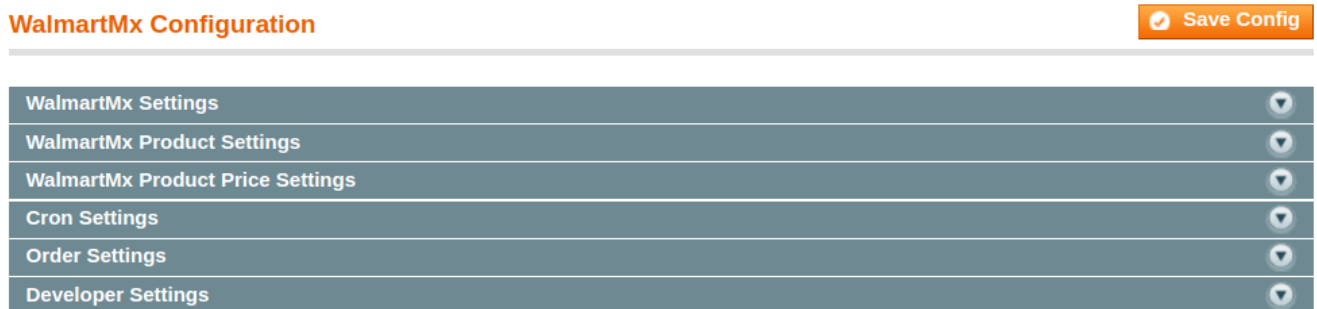 WalmartMx Configuration
Save Config
WalmartMx Settings
WalmartMx Product Settings
WalmartMx Product Price Settings
Cron Settings
Order Settings
Developer Settings